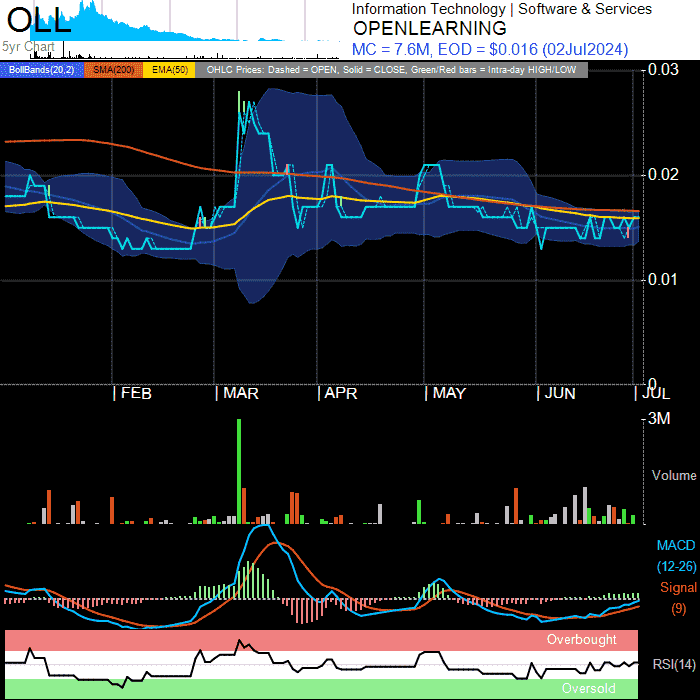 OLL
5yr Chart
Information Technology | Software & Services
OPENLEARNING
MC = 7.6M, EOD = $0.016 (02Jul2024)
BollBands(20,2) SMA(200) EMA(50) OHLC Prices: Dashed = OPEN, Solid = CLOSE, Green/Red bars = Intra-day HIGH/LOW
0.03
0.02
0.01
0
FEB MAR APR MAY JUN JUL
3M
Volume
MACD
(12-26)
Signal
(9)
Overbought
RSI(14)
Oversold